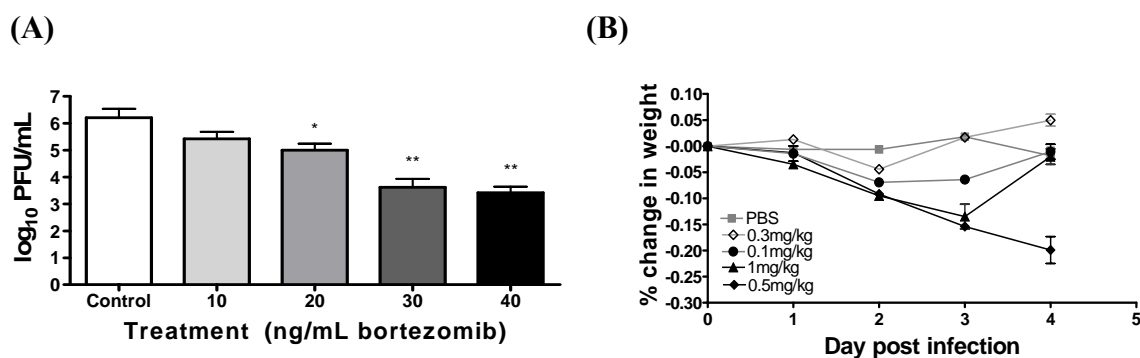 (A)
(B)
log10 PFU/mL
7
6
5
4
3
2
1
0
*
**
**
Control
10
20
30
40
Treatment (ng/mL bortezomib)
% change in weight
0.10
0.05
-0.00
-0.05
-0.10
-0.15
-0.20
-0.25
-0.30
PBS
0.3mg/kg
0.1mg/kg
1mg/kg
0.5mg/kg
0
1
2
3
4
5
Day post infection